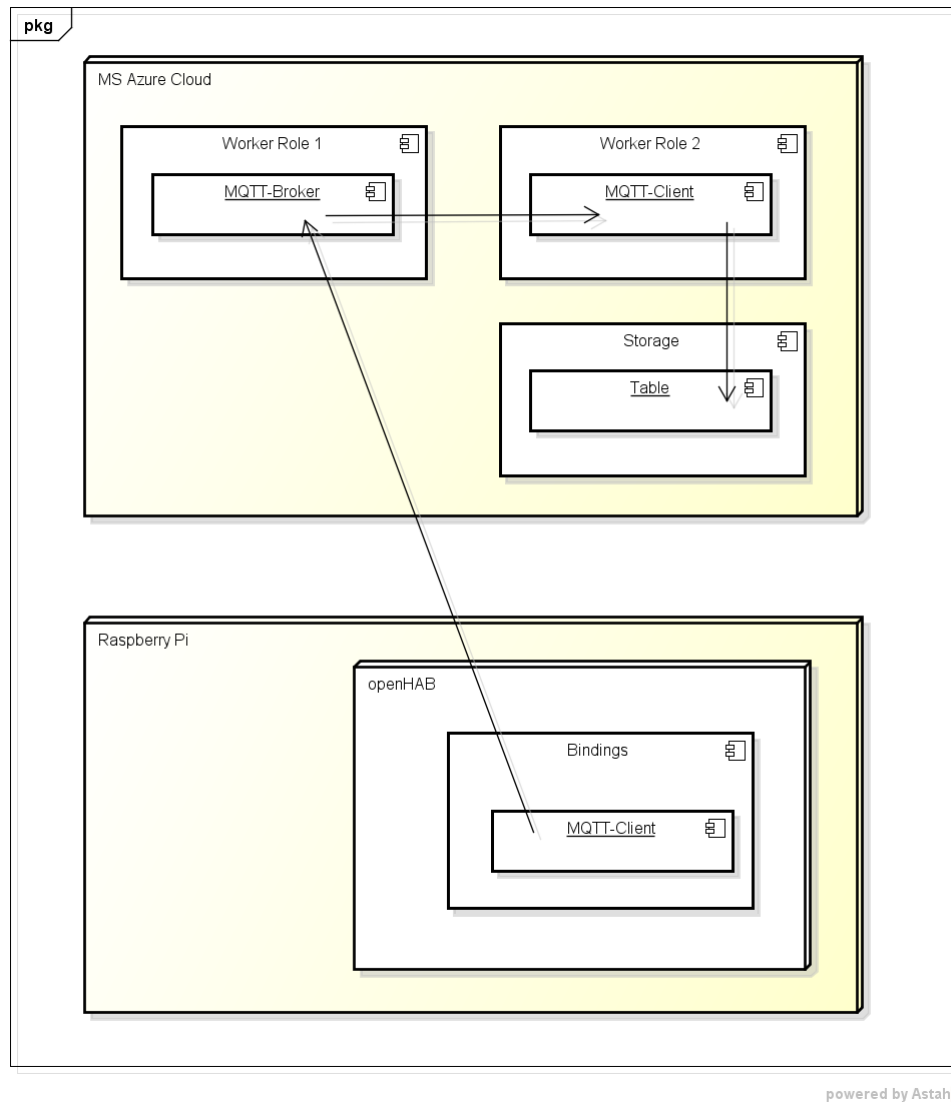 pkg
MS Azure Cloud
Worker Role 1
Worker Role 2
MQTT-Broker
MQTT-Client
Storage
Table
Raspberry Pi
openHAB
Bindings
MQTT-Client
powered by Astah